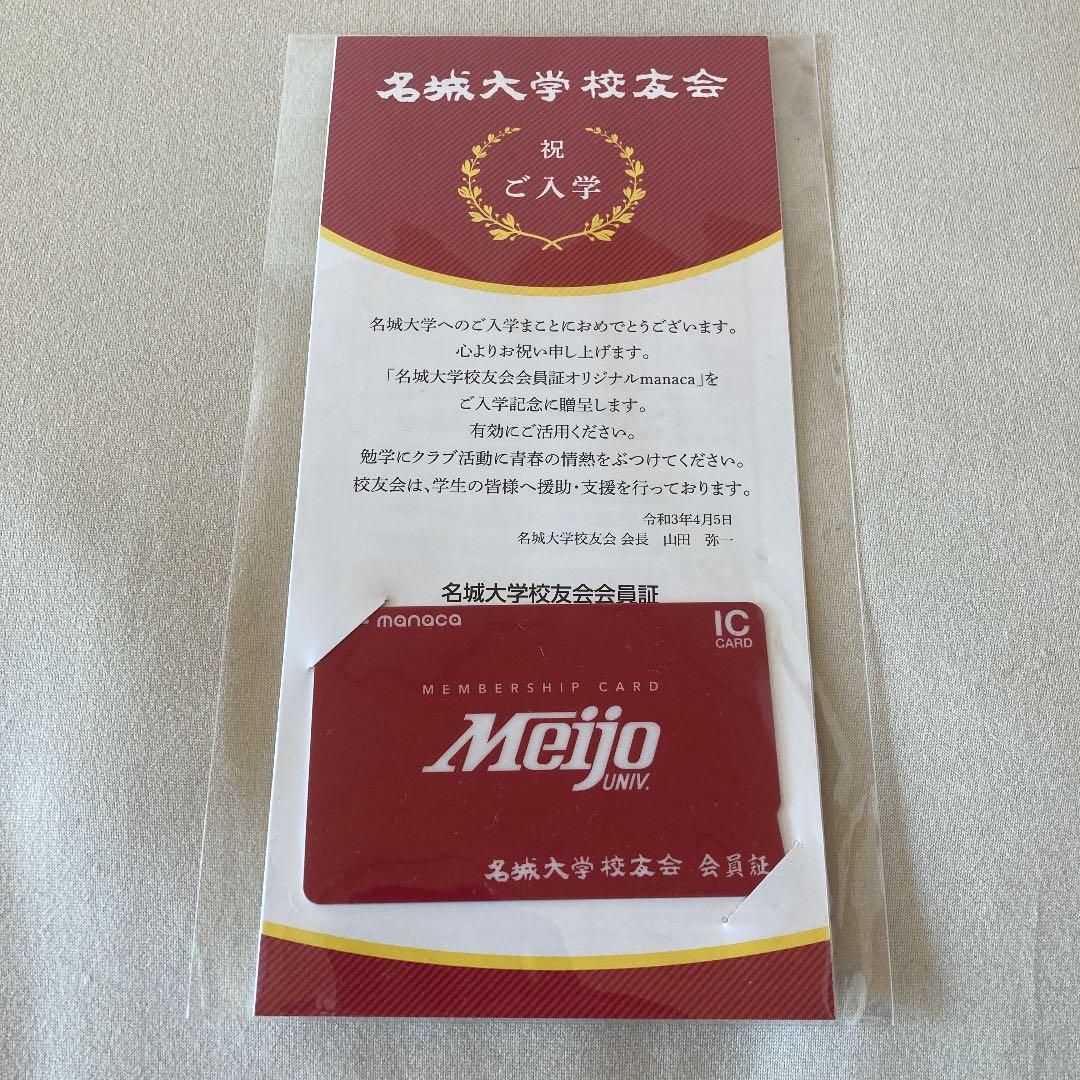 名城大学校友会
祝
ご入学
名城大学へのご入学まことにおめでとうございます。
心よりお祝い申し上げます。
「名城大学校友会会員証オリジナルmanaca」を
ご入学記念に贈呈します。
有効にご活用ください。
勉学にクラブ活動に青春の情熱をぶつけてください。
校友会は、学生の皆様へ援助・支援を行っております。
令和3年4月5日
名城大学校友会 会長　山田　弥一
名城大学校友会会員証
manaca
IC
CARD
MEMBERSHIP CARD
Meijo
UNIV.
名城大学校友会 会員証